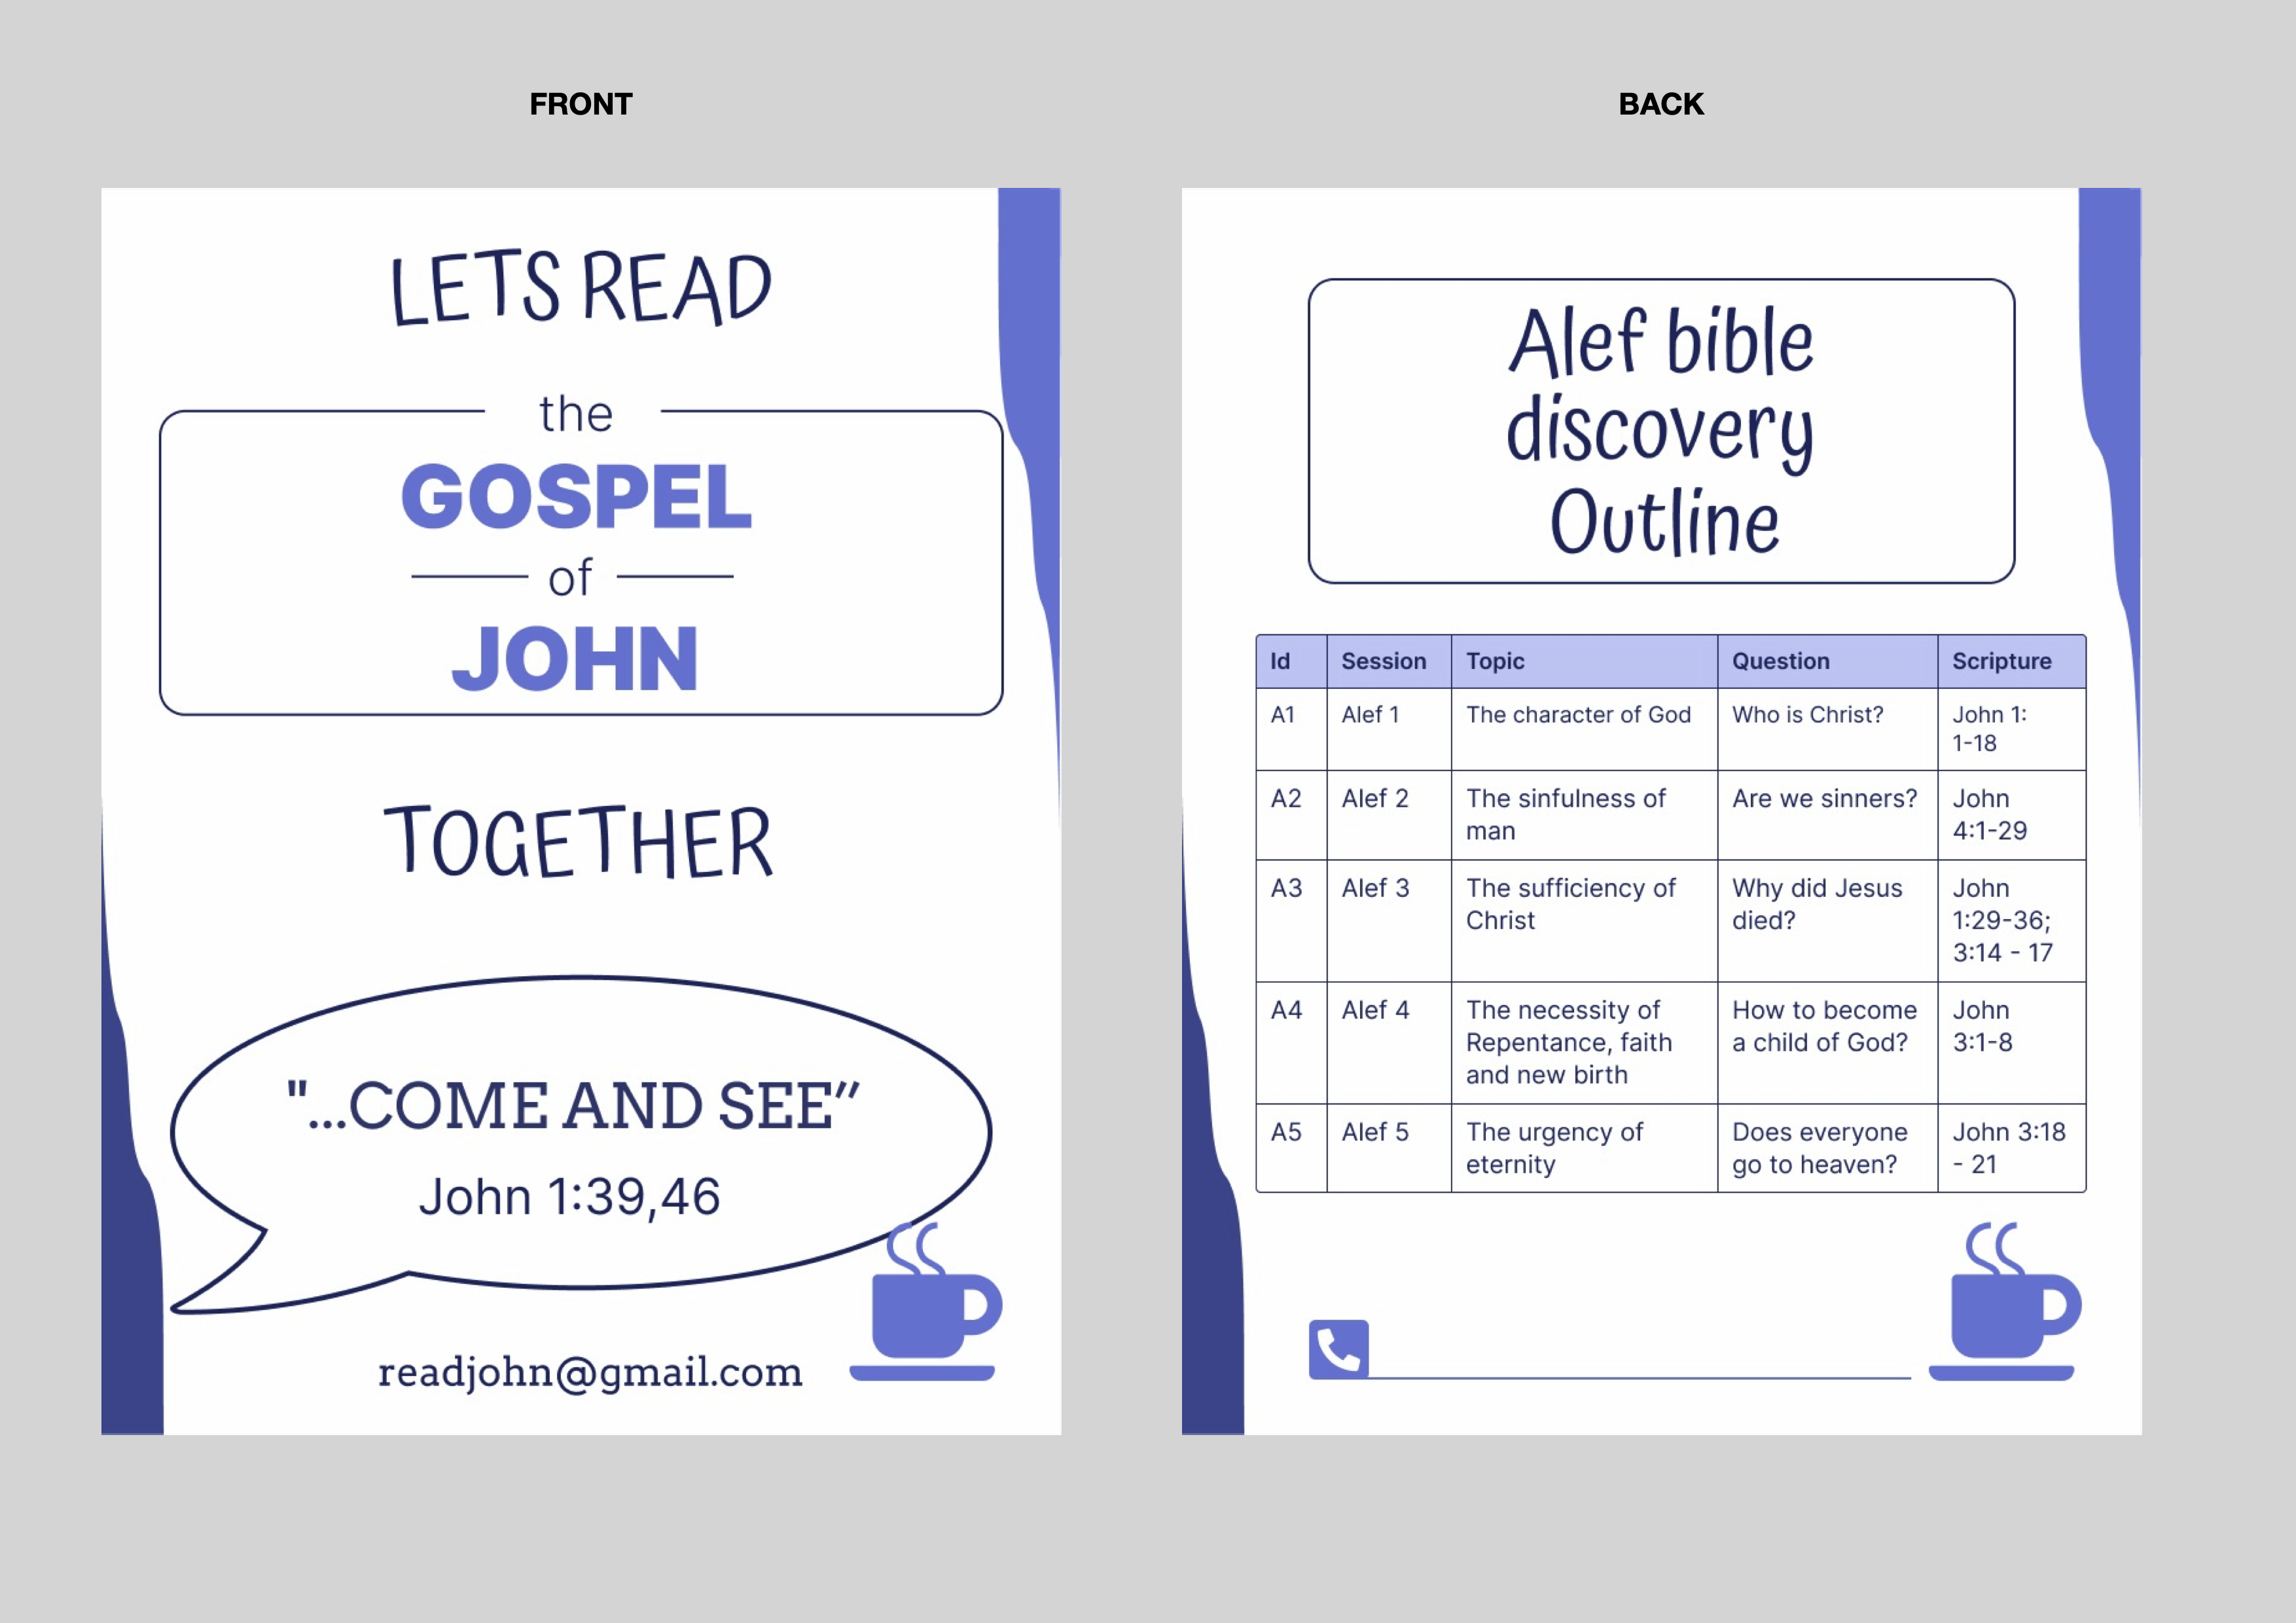 FRONT
LETS READ
the
GOSPEL
of
JOHN
TOGETHER
"...COME AND SEE”
John 1:39,46
readjohn@gmail.com
BACK
Alef bible
discovery
Outline
Id Session Topic Question Scripture
A1 Alef 1 The character of God Who is Christ? John 1:
1-18
A2 Alef 2 The sinfulness of Are we sinners? John
man 4:1-29
A3 Alef 3 The sufficiency of Why did Jesus John
Christ died? 1:29-36;
3:14 - 17
A4 Alef 4 The necessity of How to become John
Repentance, faith a child of God? 3:1-8
and new birth
A5 Alef 5 The urgency of Does everyone John 3:18
eternity go to heaven? - 21